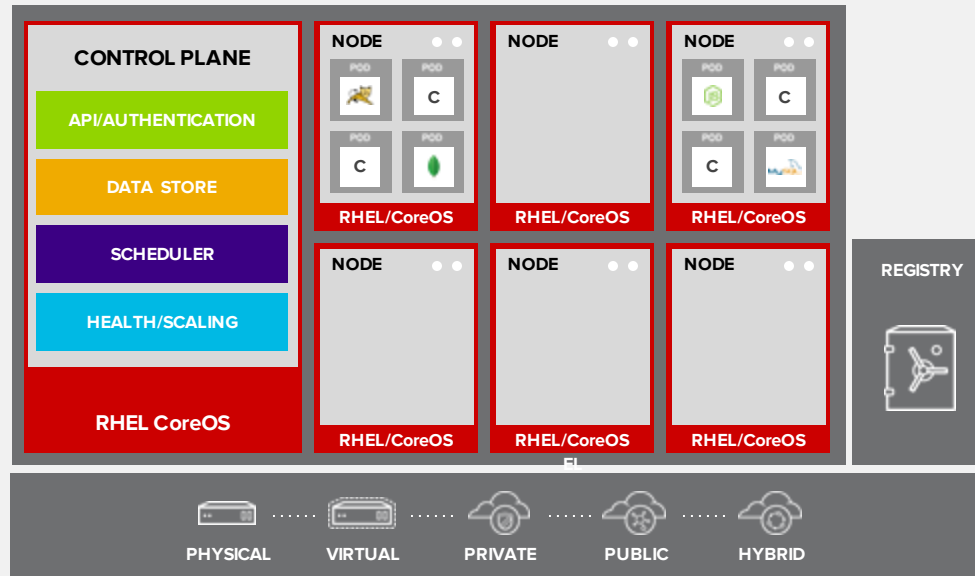 CONTROL PLANE
API/AUTHENTICATION
DATA STORE
SCHEDULER
HEALTH/SCALING
RHEL CoreOS
NODE
POD
POD
C
POD
C
POD
RHEL/CoreOS
NODE
RHEL/CoreOS
NODE
POD
POD
C
POD
C
POD
MySQL
RHEL/CoreOS
NODE
RHEL/CoreOS
NODE
RHEL/CoreOS
EL
NODE
RHEL/CoreOS
REGISTRY
PHYSICAL
VIRTUAL
PRIVATE
PUBLIC
HYBRID